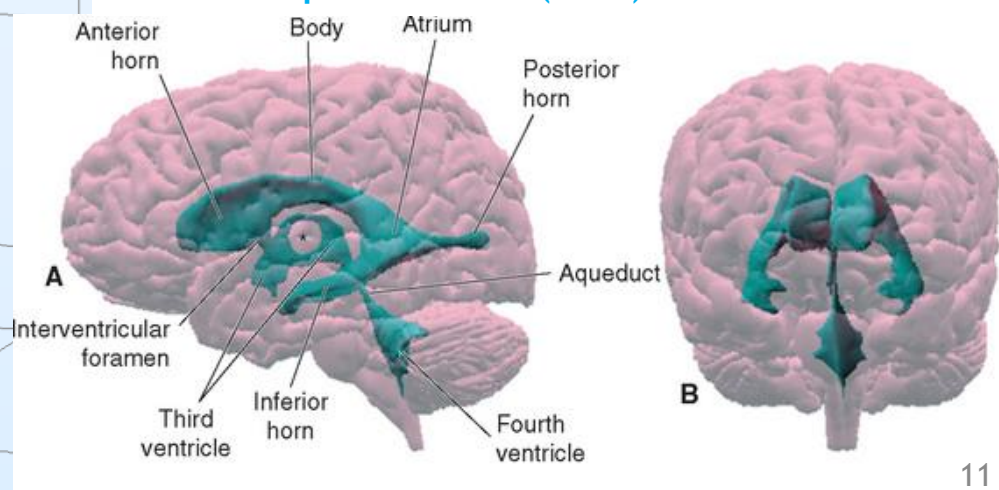 Anterior
horn
Body
Atrium
Posterior
horn
A
Aqueduct
Interventricular
foramen
Third
ventricle
Inferior
horn
Fourth
ventricle
B
11